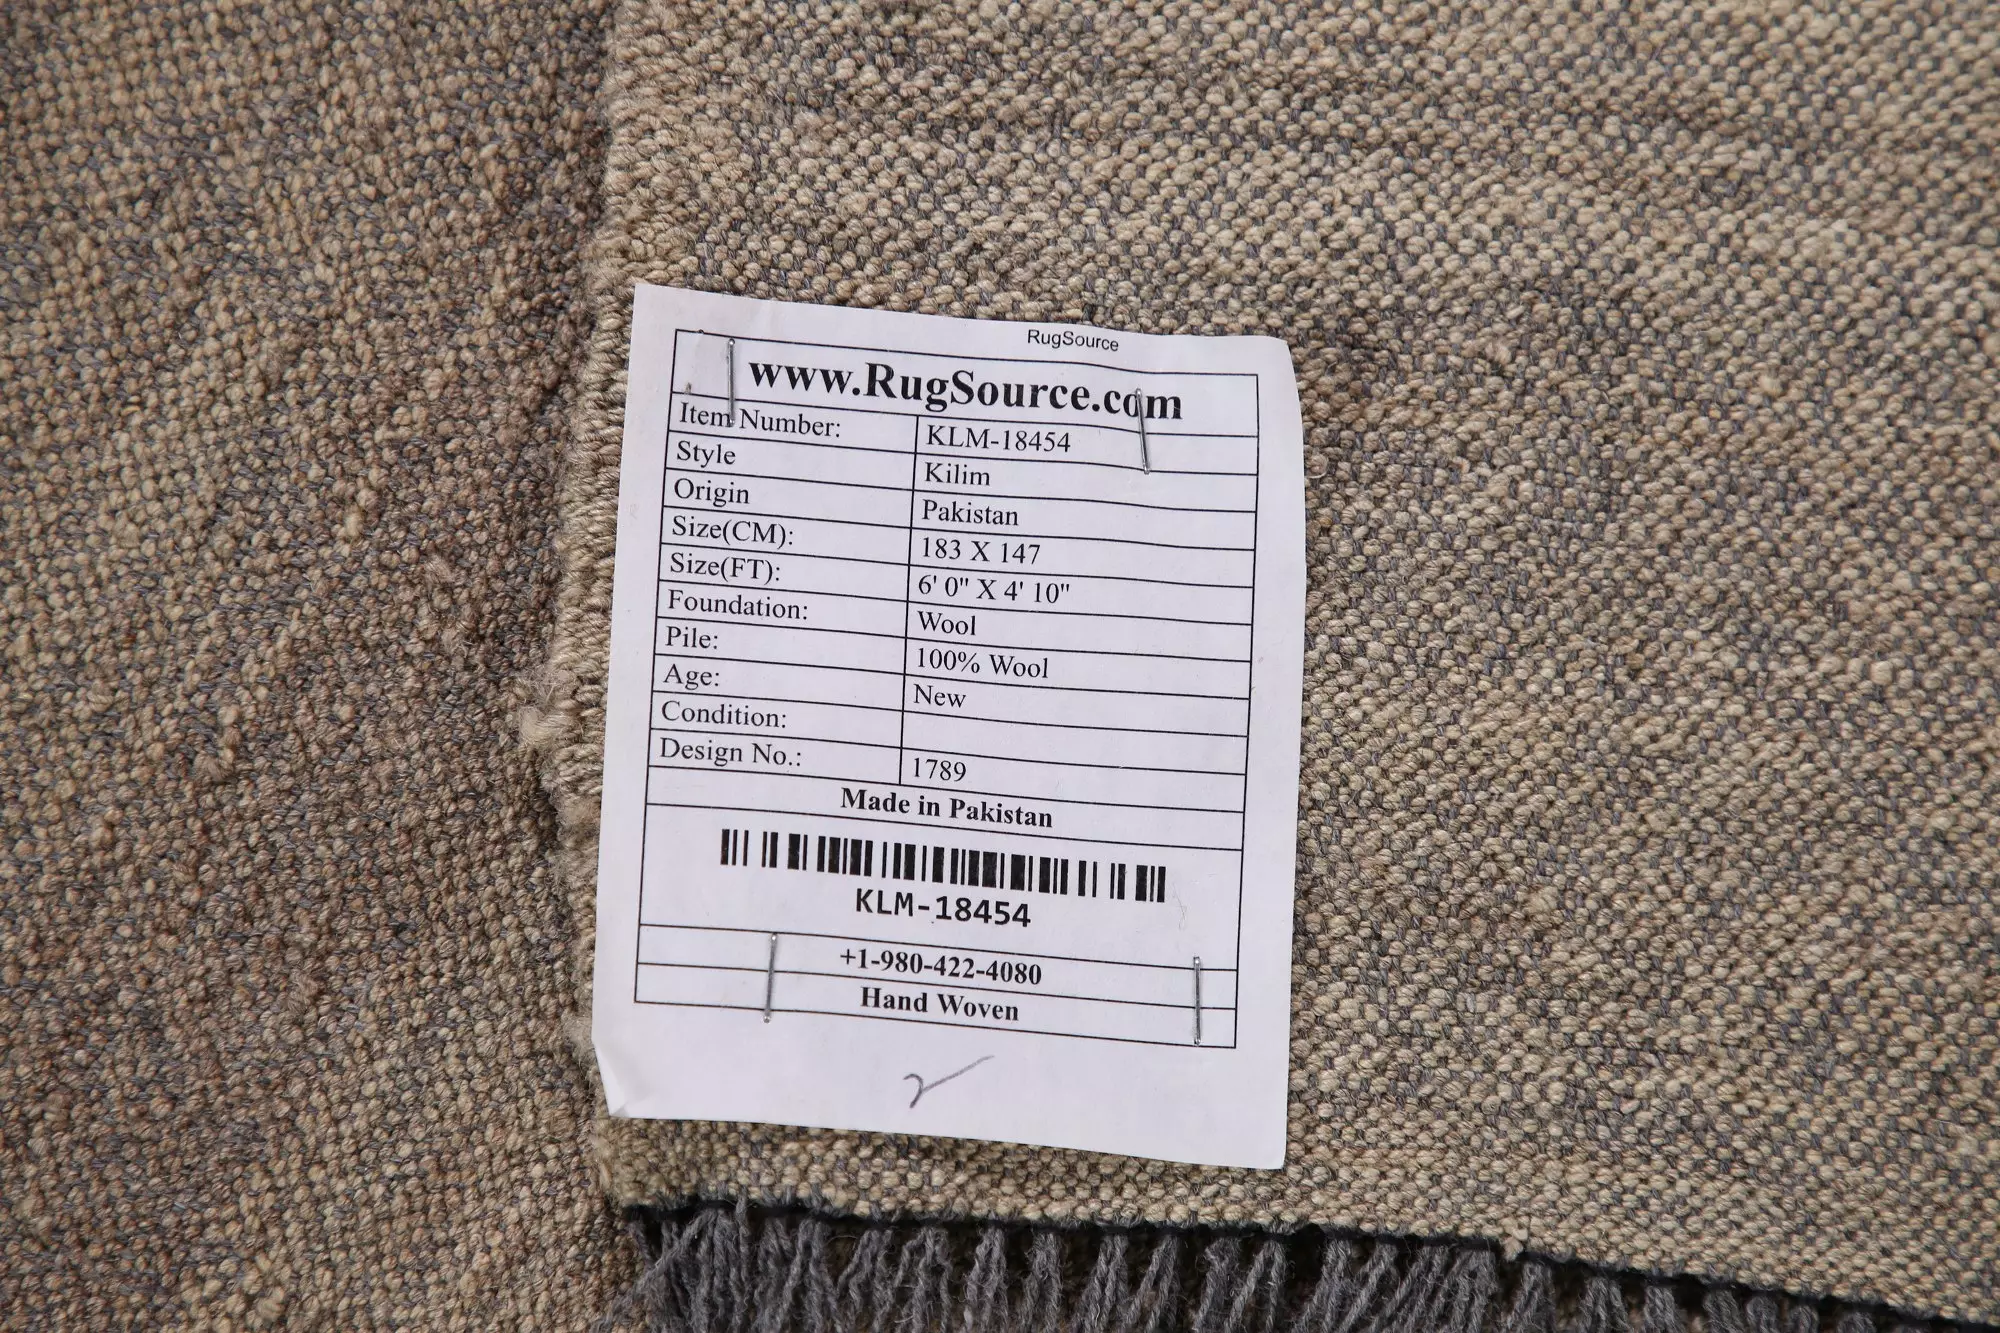 RugSource
www.RugSource.com
Item Number: KLM-18454
Style Kilim
Origin Pakistan
Size(CM): 183 X 147
Size(FT): 6' 0" X 4' 10"
Foundation: Wool
Pile: 100% Wool
Age: New
Condition:
Design No.: 1789
Made in Pakistan
KLM-18454
+1-980-422-4080
Hand Woven